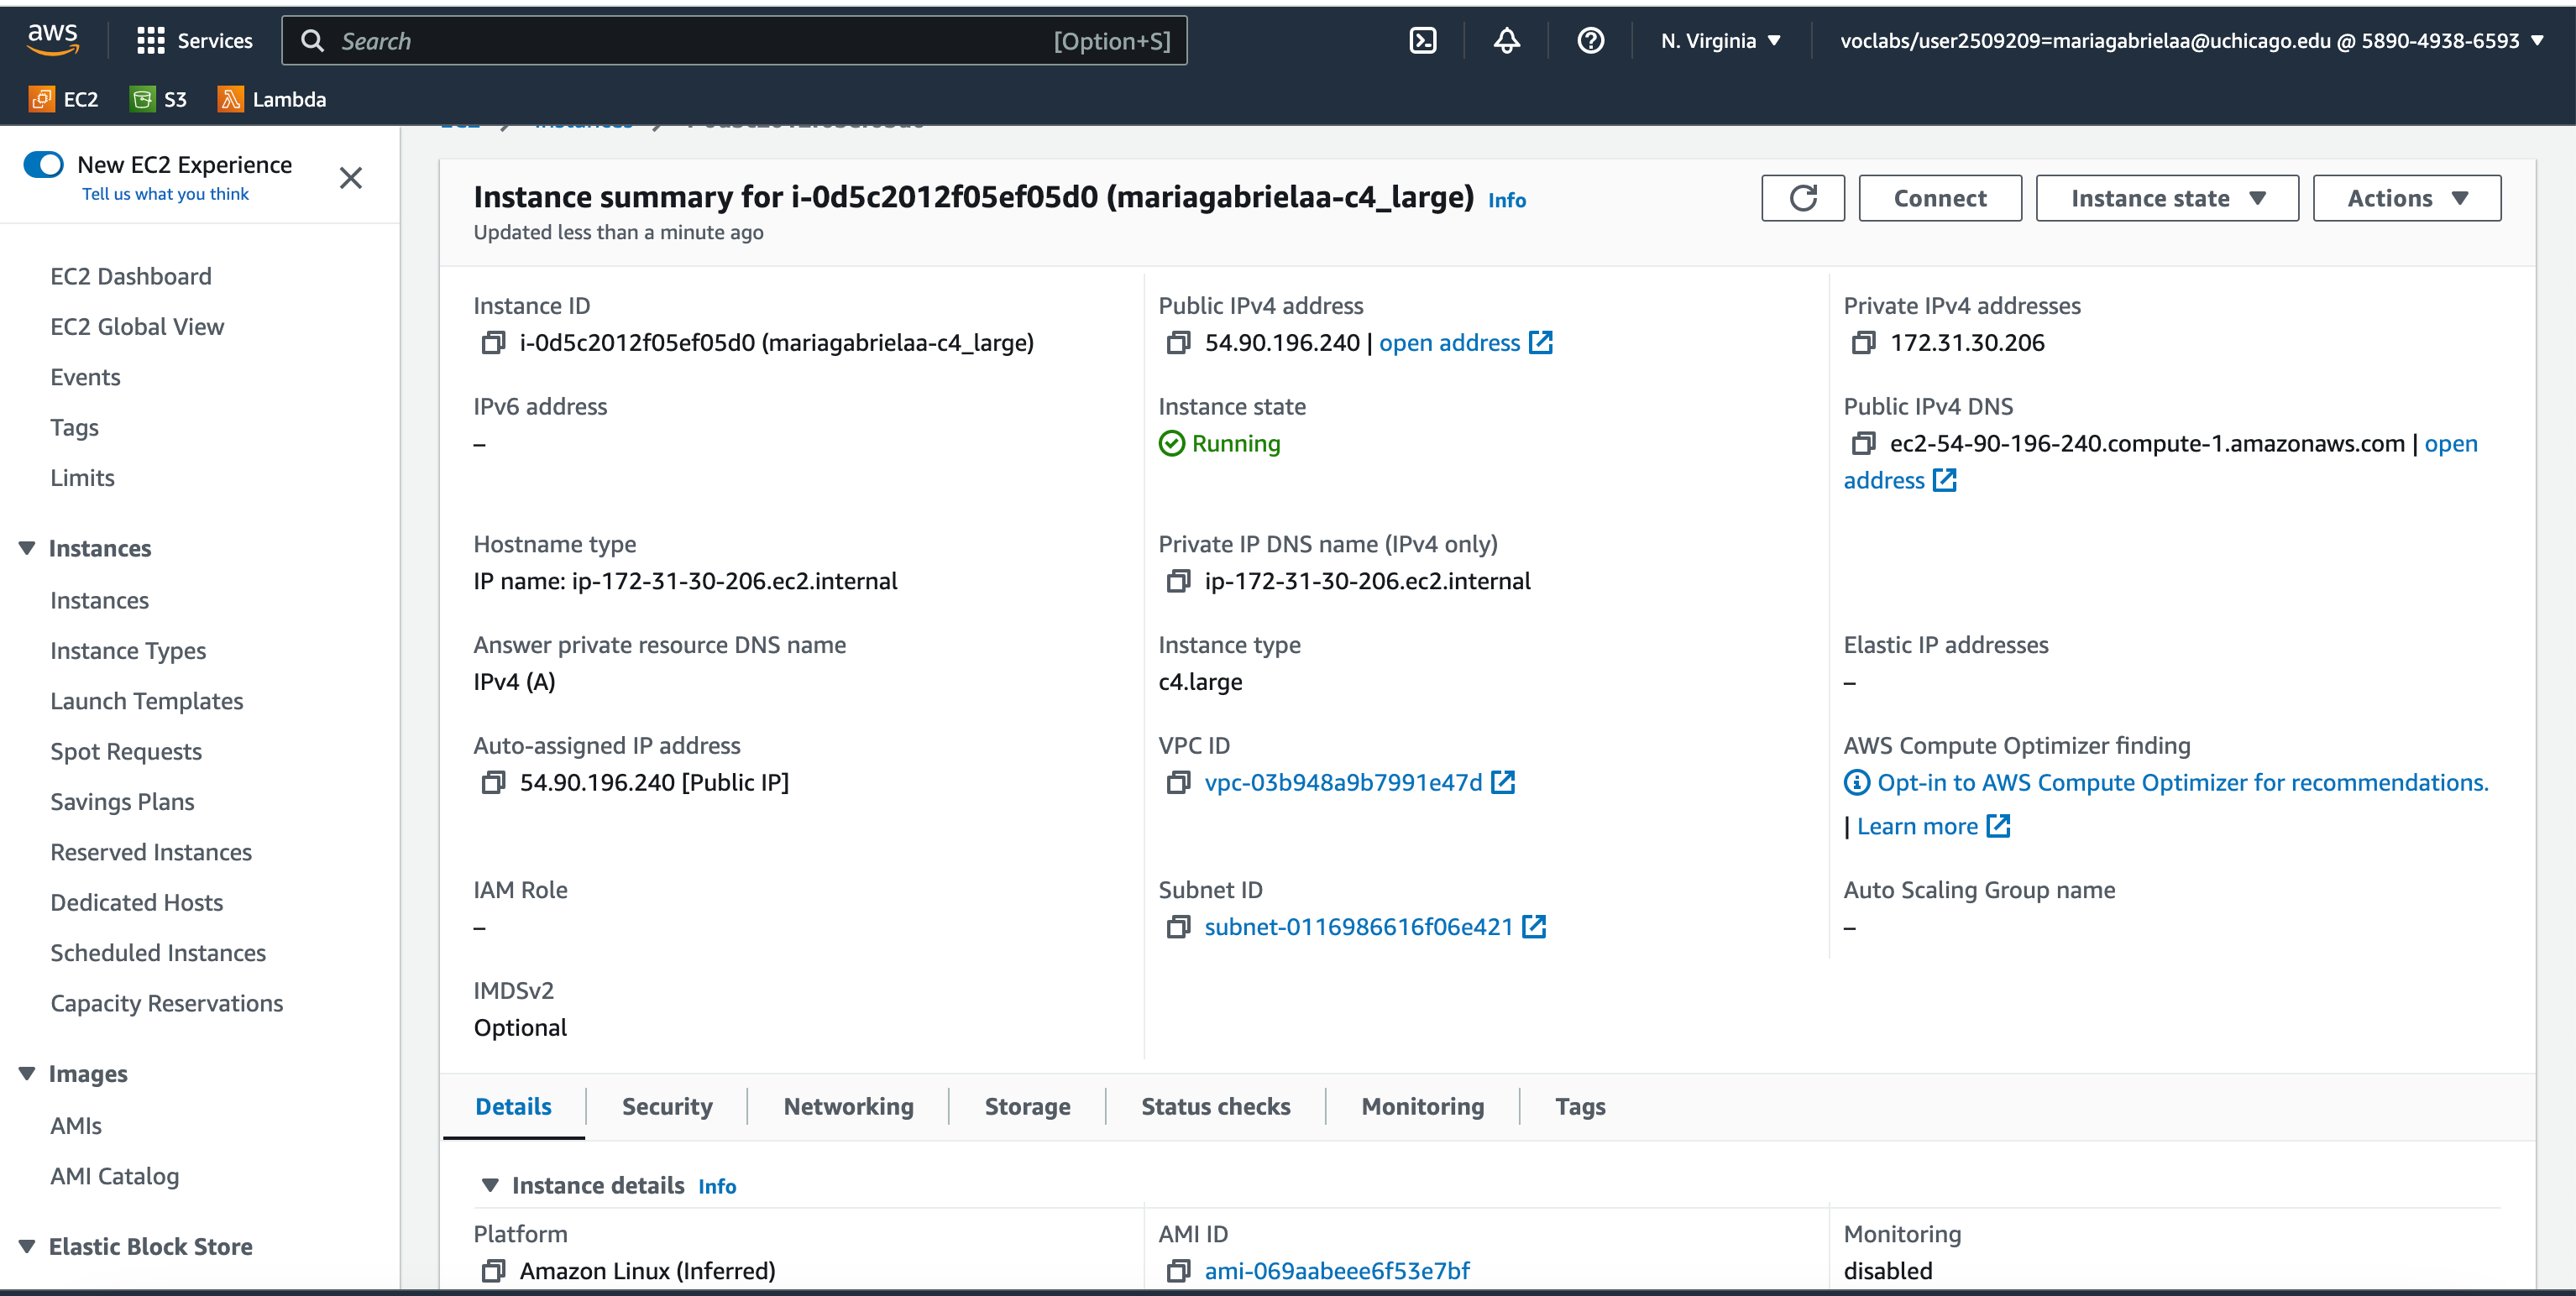 aws
Services
Search
[Option+S]
N. Virginia
voclabs/user2509209=mariagabrielaa@uchicago.edu @ 5890-4938-6593
EC2
S3
Lambda
New EC2 Experience
Tell us what you think
EC2 Dashboard
EC2 Global View
Events
Tags
Limits
Instances
Instances
Instance Types
Launch Templates
Spot Requests
Savings Plans
Reserved Instances
Dedicated Hosts
Scheduled Instances
Capacity Reservations
Images
AMIs
AMI Catalog
Elastic Block Store
Instance summary for i-0d5c2012f05ef05d0 (mariagabrielaa-c4_large) Info
Updated less than a minute ago
Connect
Instance state
Actions
Instance ID
i-0d5c2012f05ef05d0 (mariagabrielaa-c4_large)
Public IPv4 address
54.90.196.240 | open address
Private IPv4 addresses
172.31.30.206
IPv6 address
–
Instance state
Running
Public IPv4 DNS
ec2-54-90-196-240.compute-1.amazonaws.com | open
address
Hostname type
IP name: ip-172-31-30-206.ec2.internal
Private IP DNS name (IPv4 only)
ip-172-31-30-206.ec2.internal
Answer private resource DNS name
IPv4 (A)
Instance type
c4.large
Elastic IP addresses
–
Auto-assigned IP address
54.90.196.240 [Public IP]
VPC ID
vpc-03b948a9b7991e47d
AWS Compute Optimizer finding
Opt-in to AWS Compute Optimizer for recommendations.
| Learn more
IAM Role
–
Subnet ID
subnet-0116986616f06e421
Auto Scaling Group name
–
IMDSv2
Optional
Details
Security
Networking
Storage
Status checks
Monitoring
Tags
Instance details Info
Platform
Amazon Linux (Inferred)
AMI ID
ami-069aabeee6f53e7bf
Monitoring
disabled